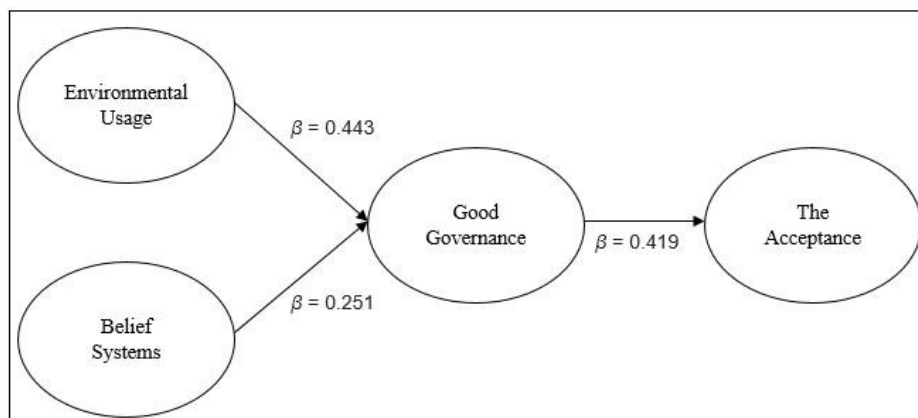 Environmental
Usage
β = 0.443
Good
Governance
The
Acceptance
β = 0.419
β = 0.251
Belief
Systems